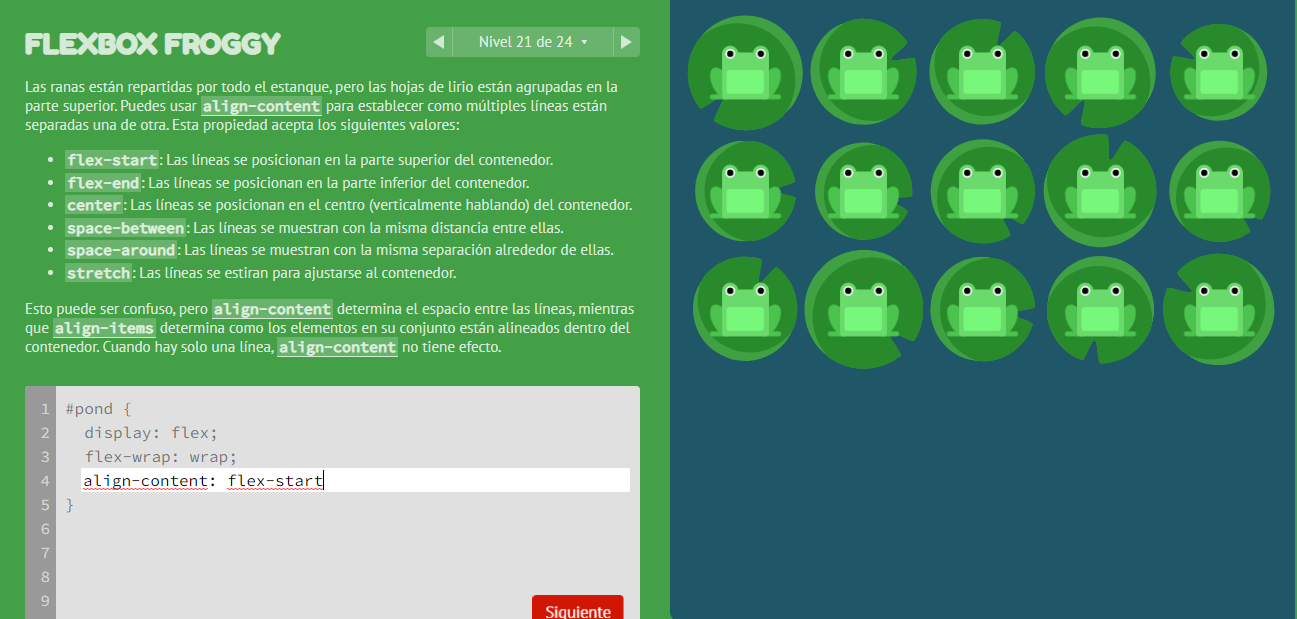 FLEXBOX FROGGY
Nivel 21 de 24
Las ranas están repartidas por todo el estanque, pero las hojas de lirio están agrupadas en la
parte superior. Puedes usar align-content para establecer como múltiples líneas están
separadas una de otra. Esta propiedad acepta los siguientes valores:
• flex-start: Las líneas se posicionan en la parte superior del contenedor.
• flex-end: Las líneas se posicionan en la parte inferior del contenedor.
• center: Las líneas se posicionan en el centro (verticalmente hablando) del contenedor.
• space-between: Las líneas se muestran con la misma distancia entre ellas.
• space-around: Las líneas se muestran con la misma separación alrededor de ellas.
• stretch: Las líneas se estiran para ajustarse al contenedor.
Esto puede ser confuso, pero align-content determina el espacio entre las líneas, mientras
que align-items determina como los elementos en su conjunto están alineados dentro del
contenedor. Cuando hay solo una línea, align-content no tiene efecto.
1 #pond {
2 display: flex;
3 flex-wrap: wrap;
4 align-content: flex-start
5 }
6
7
8
9
Siguiente